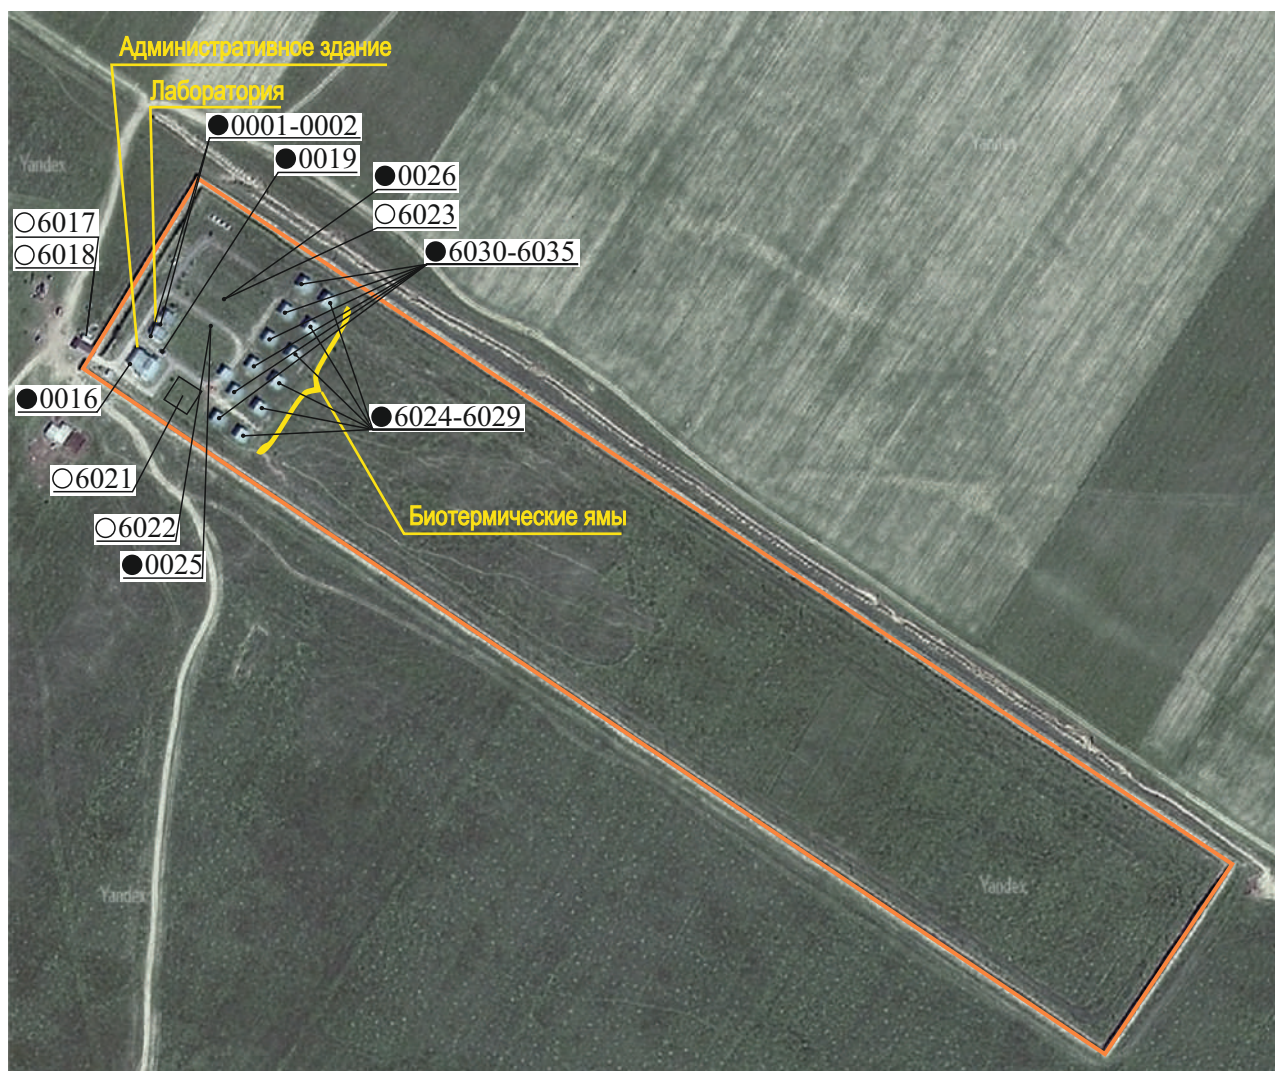 Административное здание
Лаборатория
●0001-0002
●0019
Yandex
Yandex
●0026
○6023
○6017
○6018
●6030-6035
●0016
●6024-6029
○6021
Биотермические ямы
○6022
●0025
Yandex
Yandex